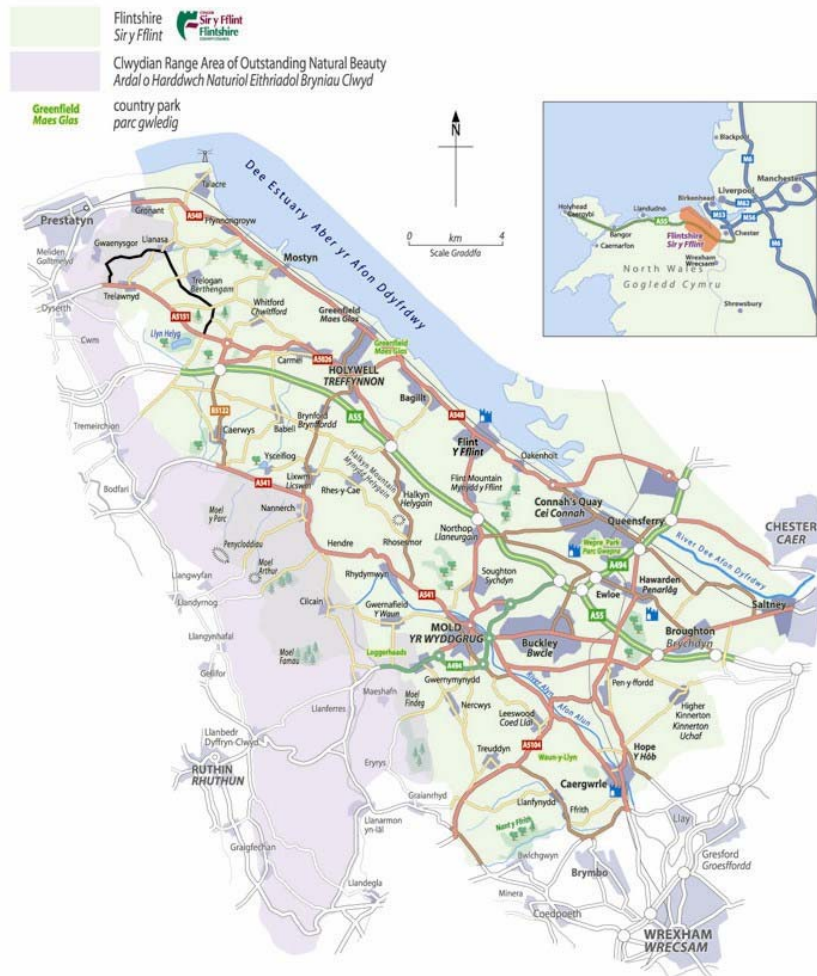 Flintshire
Sir y Fflint
Sir y Fflint
Flintshire
Clwydian Range Area of Outstanding Natural Beauty
Ardal o Harddwch Naturiol Eithriadol Bryniau Clwyd
Greenfield
Maes Glas
country park
parc gwledig
N
0 km 4
Scale Graddfa
Blackpool
M6
Manchester
Liverpool
Birkenhead
M62
M53
M56
Holyhead
Caergybi
Llandudno
A55
Bangor
Caernarfon
Flintshire
Sir y Fflint
Chester
Wrexham
Wrecsam
M6
North Wales
Gogledd Cymru
Shrewsbury
Dee Estuary Aber yr Afon Ddyfrdwy
Talacre
Prestatyn
Gronant
A548
Ffynnongroyw
Meliden
Galltmelyd
Gwaenysgor
Llanasa
Mostyn
Trelogan
Berthengam
Dyserth
Trelawnyd
Whitford
Chwitffordd
A5151
Greenfield
Maes Glas
Greenfield
Maes Glas
Llyn Helyg
Cwm
Carmel
A5026
HOLYWELL
TREFFYNNON
Bagillt
A548
B5122
Brynford
Brynffordd
A55
Flint
Y Fflint
Tremeirchion
Caerwys
Babell
Oakenholt
Ysceifiog
Halkyn Mountain
Mynydd Helygain
Flint Mountain
Mynydd y Fflint
Bodfari
A541
Lixwm
Licswm
Rhes-y-Cae
Halkyn
Helygain
Connah's Quay
Cei Connah
Moel
y Parc
Nannerch
Northop
Llaneurgain
Queensferry
CHESTER
CAER
Penycloddiau
Hendre
Rhosesmor
Wepre Park
Parc Gwepra
River Dee Afon Dyfrdwy
A494
Moel
Arthur
Rhydymwyn
Soughton
Sychdyn
Hawarden
Penarlâg
Llangwyfan
Llandyrnog
Cilcain
A541
Ewloe
Saltney
Gwernafield
Y Waun
A55
MOLD
YR WYDDGRUG
Buckley
Bwcle
Broughton
Brychdyn
Llangynhafal
Moel
Famau
Loggerheads
A494
Gellifor
Gwernymynydd
River Alyn Afon Alun
Pen-y-ffordd
Maeshafn
Moel
Findeg
Nercwys
Higher
Kinnerton
Kinnerton
Uchaf
Llanferres
Leeswood
Coed Llai
Llanbedr
Dyffryn-Clwyd
Treuddyn
A5104
Hope
Y Hôb
RUTHIN
RHUTHUN
Eryrys
Waun-y-Llyn
Caergwrle
Graianrhyd
Llanfynydd
Ffrith
Llanarmon
yn-Iâl
Nant y Ffrith
Llay
Graigfechan
Bwlchgwyn
Gresford
Groesffordd
Brymbo
Llandegla
Minera
Coedpoeth
WREXHAM
WRECSAM